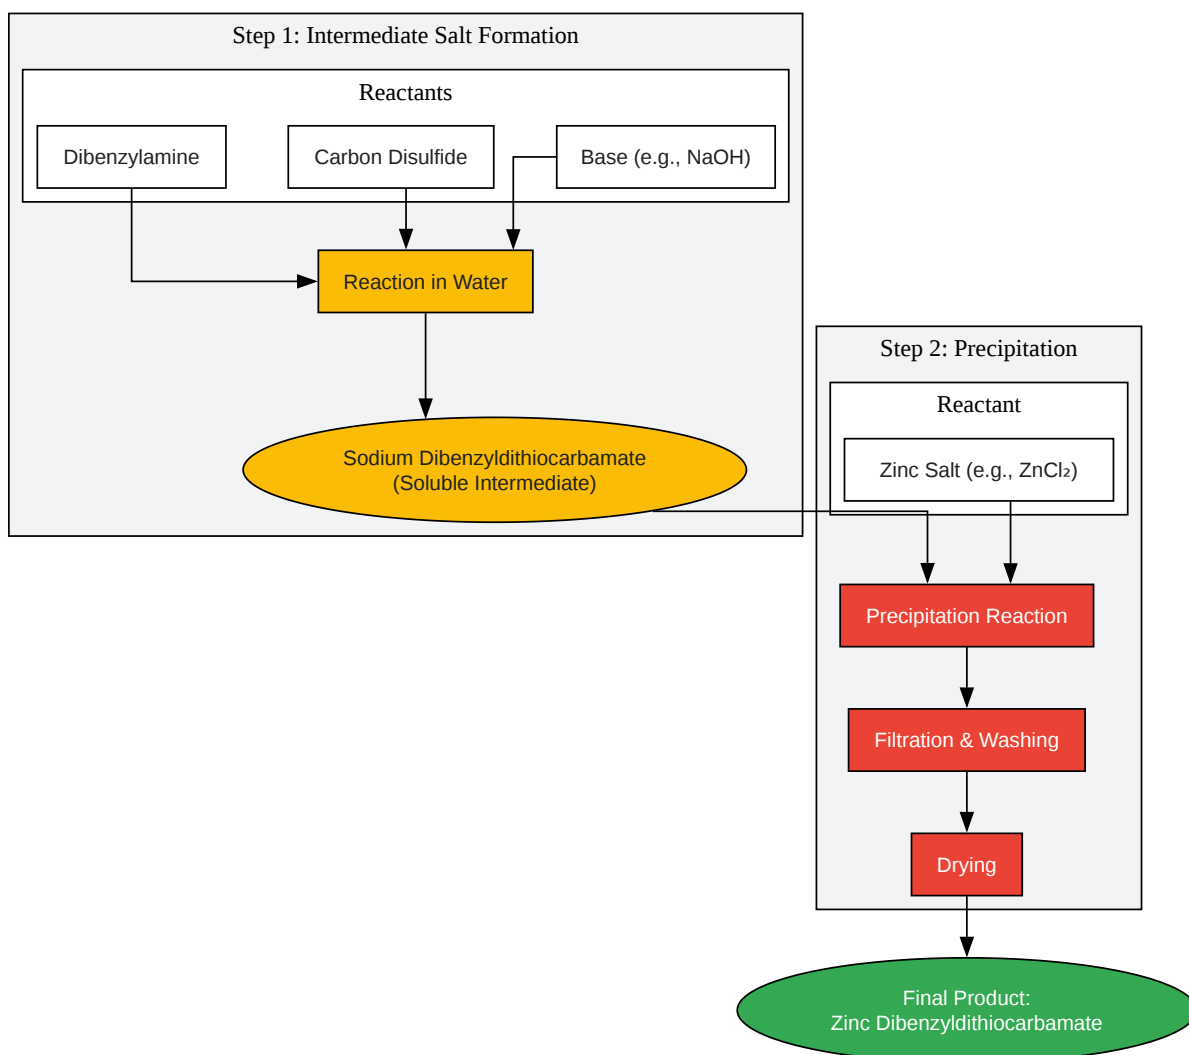 Step 1: Intermediate Salt Formation
Reactants
Dibenzylamine
Carbon Disulfide
Base (e.g., NaOH)
Reaction in Water
Sodium Dibenzyldithiocarbamate
(Soluble Intermediate)
Step 2: Precipitation
Reactant
Zinc Salt (e.g., ZnCl₂)
Precipitation Reaction
Filtration & Washing
Drying
Final Product:
Zinc Dibenzyldithiocarbamate